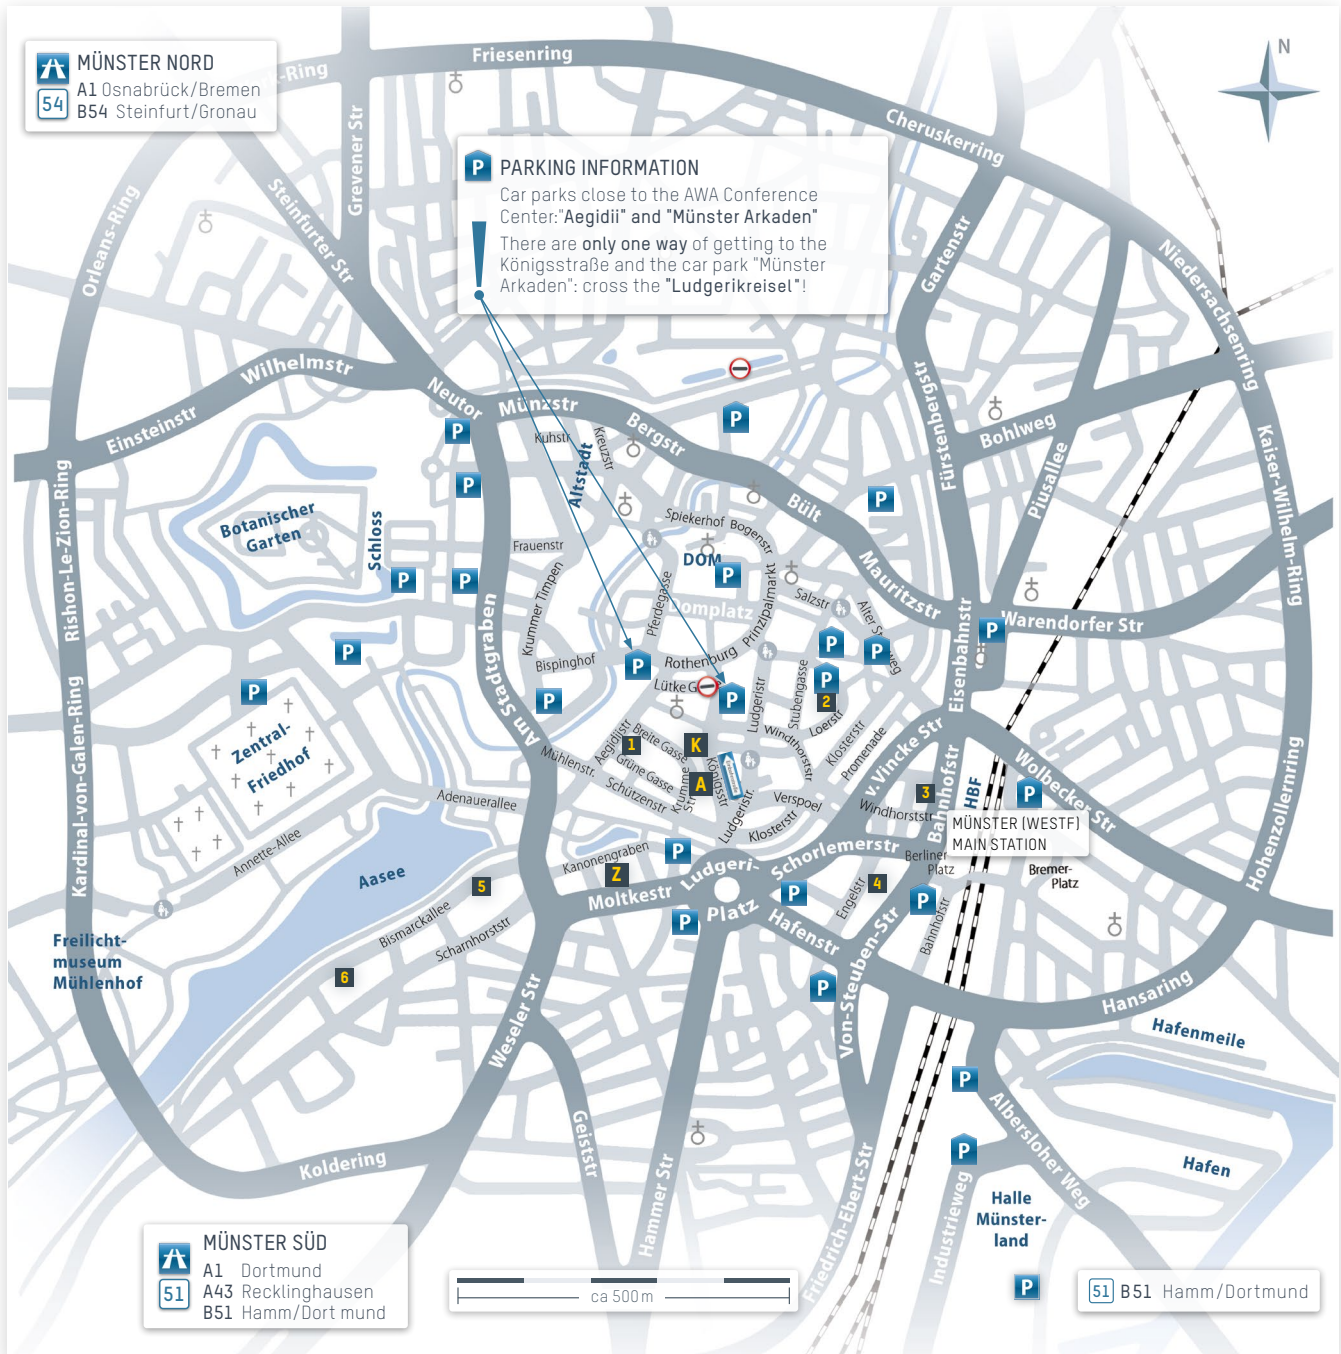 MÜNSTER NORD
A1 Osnabrück/Bremen
54
B54 Steinfurt/Gronau
-Ring
Friesenring
N
Cheruskerring
Grevener Str
Steinfurter Str
Orleans-Ring
P PARKING INFORMATION
Car parks close to the AWA Conference
Center:"Aegidii" and "Münster Arkaden"
There are only one way of getting to the
Königsstraße and the car park "Münster
Arkaden": cross the "Ludgerikreisel"!
Gartenstr
Niedersachsenring
Wilhelmstr
Einsteinstr
Neutor
Münzstr
Bergstr
Fürstenbergstr
Bohlweg
Piusallee
Kaiser-Wilhelm-Ring
Kuhstr
Kreuzstr
Altstadt
P
P
P
P
Bült
Rishon-Le-Zion-Ring
Botanischer
Garten
Schloss
Spiekerhof
Bogenstr
Frauenstr
DOM
P
P
P
Mauritzstr
Krummer Timpen
Pferdegasse
omplatz
Prinzipalmarkt
Salzstr
Alter St
weg
Eisenbahnstr
P
Warendorfer Str
Am Stadtgraben
P
P
P
P
Bispinghof
P
Rothenburg
Lütke G
P
P
P
2
Ludgeristr
Stubengasse
Loerstr
Kardinal-von-Galen-Ring
Zentral-
Friedhof
Mühlenstr.
Aegidiistr
1
Breite Gasse
K
Grüne Gasse
Schützenstr
Krumme
Str
A
Königsstr
Windthorststr
Klosterstr
Promenade
v. Vincke Str
Adenauerallee
Annette-Allee
Ludgeristr.
Verspoel
Klosterstr
Windhorststr
3
Bahnhofstr
HBF
P
Wolbecker Str
MÜNSTER (WESTF)
MAIN STATION
Hohenzollernring
Aasee
Kanonengraben
P
Z
Moltkestr
Ludgeri-
Platz
Schorlemerstr
Berliner
Platz
Bremer-
Platz
5
Bismarckallee
Scharnhorststr
P
P
Engelstr
4
P
Bahnhofstr
Hafenstr
Freilicht-
museum
Mühlenhof
6
P
Von-Steuben-Str
Hansaring
Weseler Str
Hafenmeile
P
Albersloher Weg
P
Hafen
Geiststr
Koldering
Hammer Str
Friedrich-Ebert-Str
Industrieweg
Halle
Münster-
land
P
MÜNSTER SÜD
A1 Dortmund
51
A43 Recklinghausen
B51 Hamm/Dort mund
ca 500m
51 B51 Hamm/Dortmund